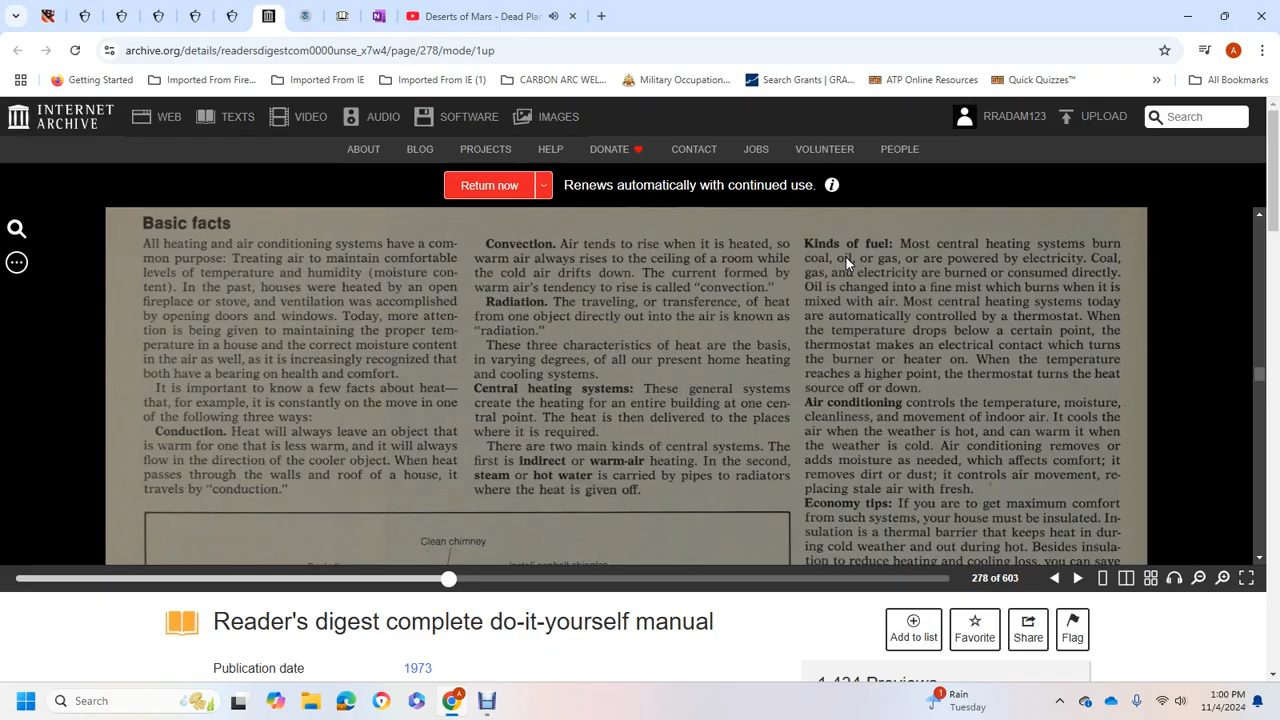 Deserts of Mars - Dead Pla
archive.org/details/readersdigestcom0000unse_x7w4/page/278/mode/1up
A
Getting Started
Imported From Fire...
Imported From IE
Imported From IE (1)
CARBON ARC WEL...
Military Occupation...
Search Grants | GRA...
ATP Online Resources
Quick Quizzes™
All Bookmarks
INTERNET
ARCHIVE
WEB
TEXTS
VIDEO
AUDIO
SOFTWARE
IMAGES
RRADAM123
UPLOAD
Search
ABOUT
BLOG
PROJECTS
HELP
DONATE
CONTACT
JOBS
VOLUNTEER
PEOPLE
Return now
Renews automatically with continued use.
Basic facts
All heating and air conditioning systems have a com-
mon purpose: Treating air to maintain comfortable
levels of temperature and humidity (moisture con-
tent). In the past, houses were heated by an open
fireplace or stove, and ventilation was accomplished
by opening doors and windows. Today, more atten-
tion is being given to maintaining the proper tem-
perature in a house and the correct moisture content
in the air as well, as it is increasingly recognized that
both have a bearing on health and comfort.
It is important to know a few facts about heat—
that, for example, it is constantly on the move in one
of the following three ways:
Conduction. Heat will always leave an object that
is warm for one that is less warm, and it will always
flow in the direction of the cooler object. When heat
passes through the walls and roof of a house, it
travels by “conduction.”
Convection. Air tends to rise when it is heated, so
warm air always rises to the ceiling of a room while
the cold air drifts down. The current formed by
warm air’s tendency to rise is called “convection.”
Radiation. The traveling, or transference, of heat
from one object directly out into the air is known as
“radiation.”
These three characteristics of heat are the basis,
in varying degrees, of all our present home heating
and cooling systems.
Central heating systems: These general systems
create the heating for an entire building at one cen-
tral point. The heat is then delivered to the places
where it is required.
There are two main kinds of central systems. The
first is indirect or warm-air heating. In the second,
steam or hot water is carried by pipes to radiators
where the heat is given off.
Clean chimney
Install asphalt shingles
Kinds of fuel: Most central heating systems burn
coal, oil, or gas, or are powered by electricity. Coal,
gas, and electricity are burned or consumed directly.
Oil is changed into a fine mist which burns when it is
mixed with air. Most central heating systems today
are automatically controlled by a thermostat. When
the temperature drops below a certain point, the
thermostat makes an electrical contact which turns
the burner or heater on. When the temperature
reaches a higher point, the thermostat turns the heat
source off or down.
Air conditioning controls the temperature, moisture,
cleanliness, and movement of indoor air. It cools the
air when the weather is hot, and can warm it when
the weather is cold. Air conditioning removes or
adds moisture as needed, which affects comfort; it
removes dirt or dust; it controls air movement, re-
placing stale air with fresh.
Economy tips: If you are to get maximum comfort
from such systems, your house must be insulated. In-
sulation is a thermal barrier that keeps heat in dur-
ing cold weather and out during hot. Besides insula-
tion to reduce heating and cooling loss, you can save
278 of 603
Reader's digest complete do-it-yourself manual
Add to list
Favorite
Share
Flag
Publication date
1973
1,434 Previews
Search
Rain
Tuesday
1:00 PM
11/4/2024